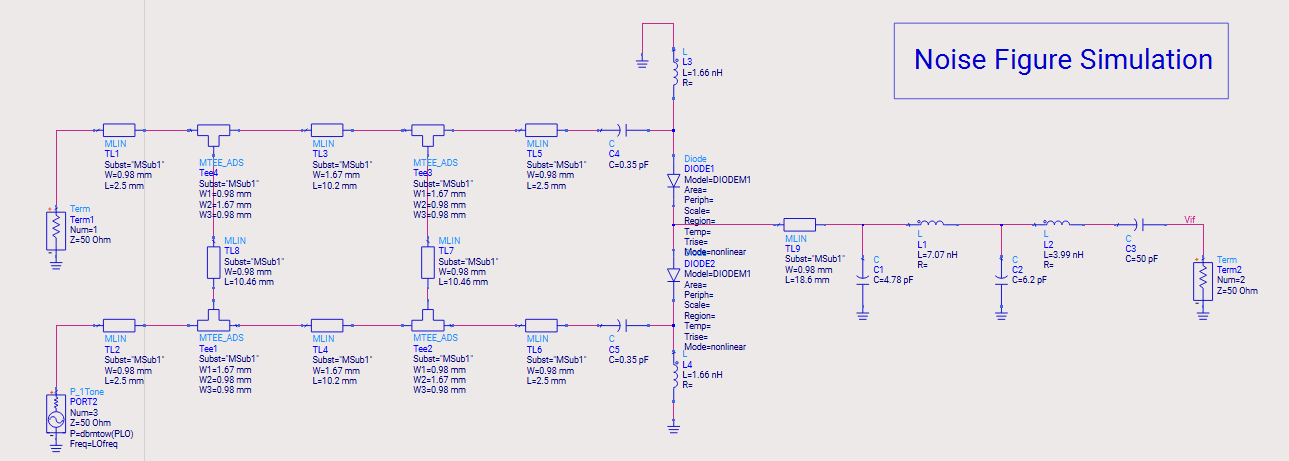 Noise Figure Simulation
L
L3
L=1.66 nH
R=
MLIN
TL1
Subst="MSub1"
W=0.98 mm
L=2.5 mm
MTEE_ADS
Tee4
Subst="MSub1"
W1=0.98 mm
W2=1.67 mm
W3=0.98 mm
MLIN
TL3
Subst="MSub1"
W=1.67 mm
L=10.2 mm
MTEE_ADS
Tee3
Subst="MSub1"
W1=1.67 mm
W2=0.98 mm
W3=0.98 mm
MLIN
TL5
Subst="MSub1"
W=0.98 mm
L=2.5 mm
C
C4
C=0.35 pF
Diode
DIODE1
Model=DIODEM1
Area=
Periph=
Scale=
Region=
Temp=
Trise=
Mode=nonlinear
Term
Term1
Num=1
Z=50 Ohm
MLIN
TL8
Subst="MSub1"
W=0.98 mm
L=10.46 mm
MLIN
TL7
Subst="MSub1"
W=0.98 mm
L=10.46 mm
DIODE2
Model=DIODEM1
Area=
Periph=
Scale=
Region=
Temp=
Trise=
Mode=nonlinear
MLIN
TL9
Subst="MSub1"
W=0.98 mm
L=18.6 mm
C
C1
C=4.78 pF
L
L1
L=7.07 nH
R=
C
C2
C=6.2 pF
L
L2
L=3.99 nH
R=
C
C3
C=50 pF
Vif
Term
Term2
Num=2
Z=50 Ohm
MLIN
TL2
Subst="MSub1"
W=0.98 mm
L=2.5 mm
MTEE_ADS
Tee1
Subst="MSub1"
W1=1.67 mm
W2=0.98 mm
W3=0.98 mm
MLIN
TL4
Subst="MSub1"
W=1.67 mm
L=10.2 mm
MTEE_ADS
Tee2
Subst="MSub1"
W1=0.98 mm
W2=1.67 mm
W3=0.98 mm
MLIN
TL6
Subst="MSub1"
W=0.98 mm
L=2.5 mm
C
C5
C=0.35 pF
L
L4
L=1.66 nH
R=
P_1Tone
PORT2
Num=3
Z=50 Ohm
P=dbmtow(PLO)
Freq=LOfreq